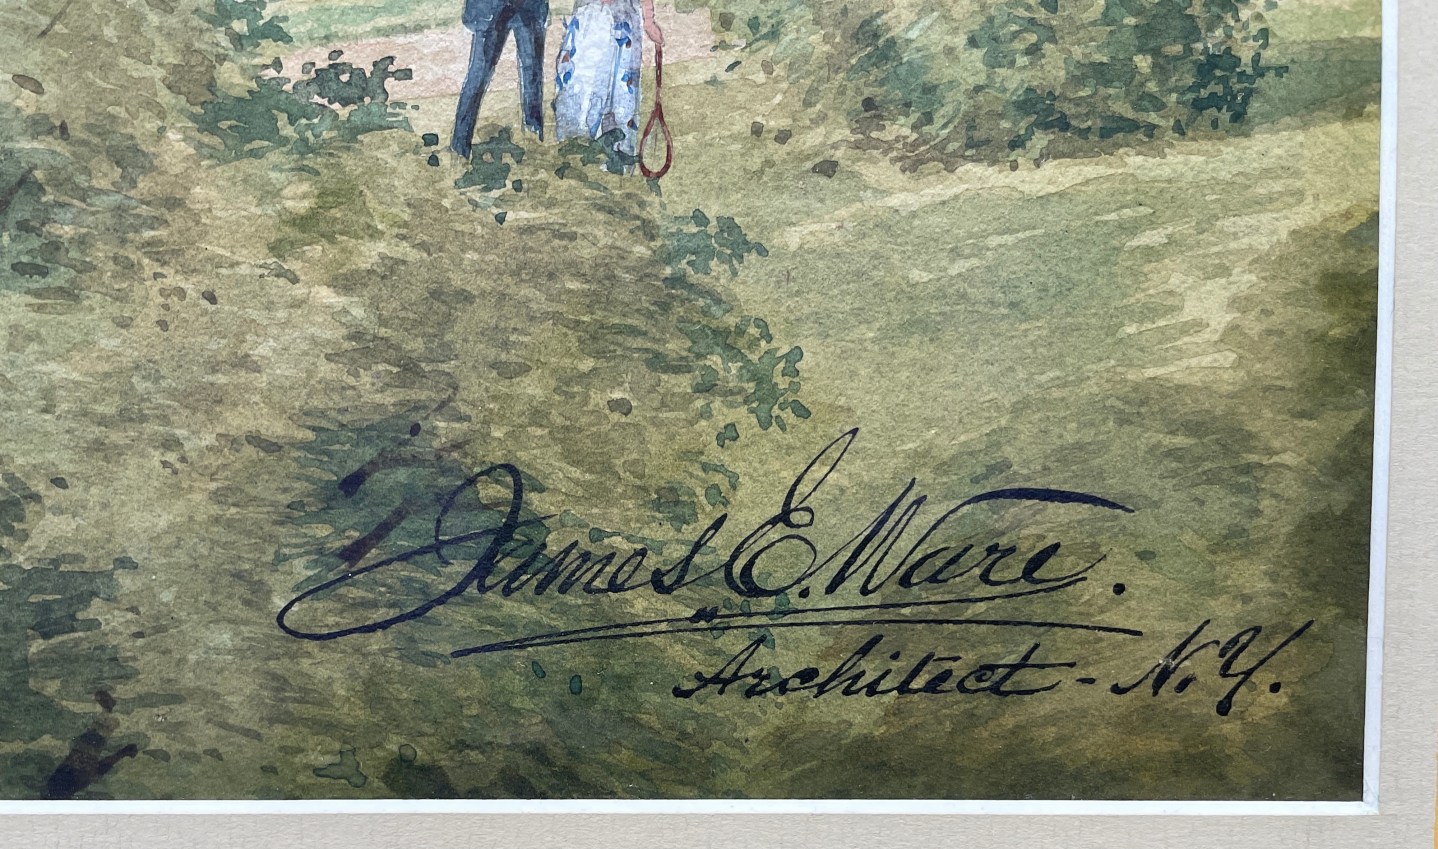 James E. Ware.
Architect - N.Y.